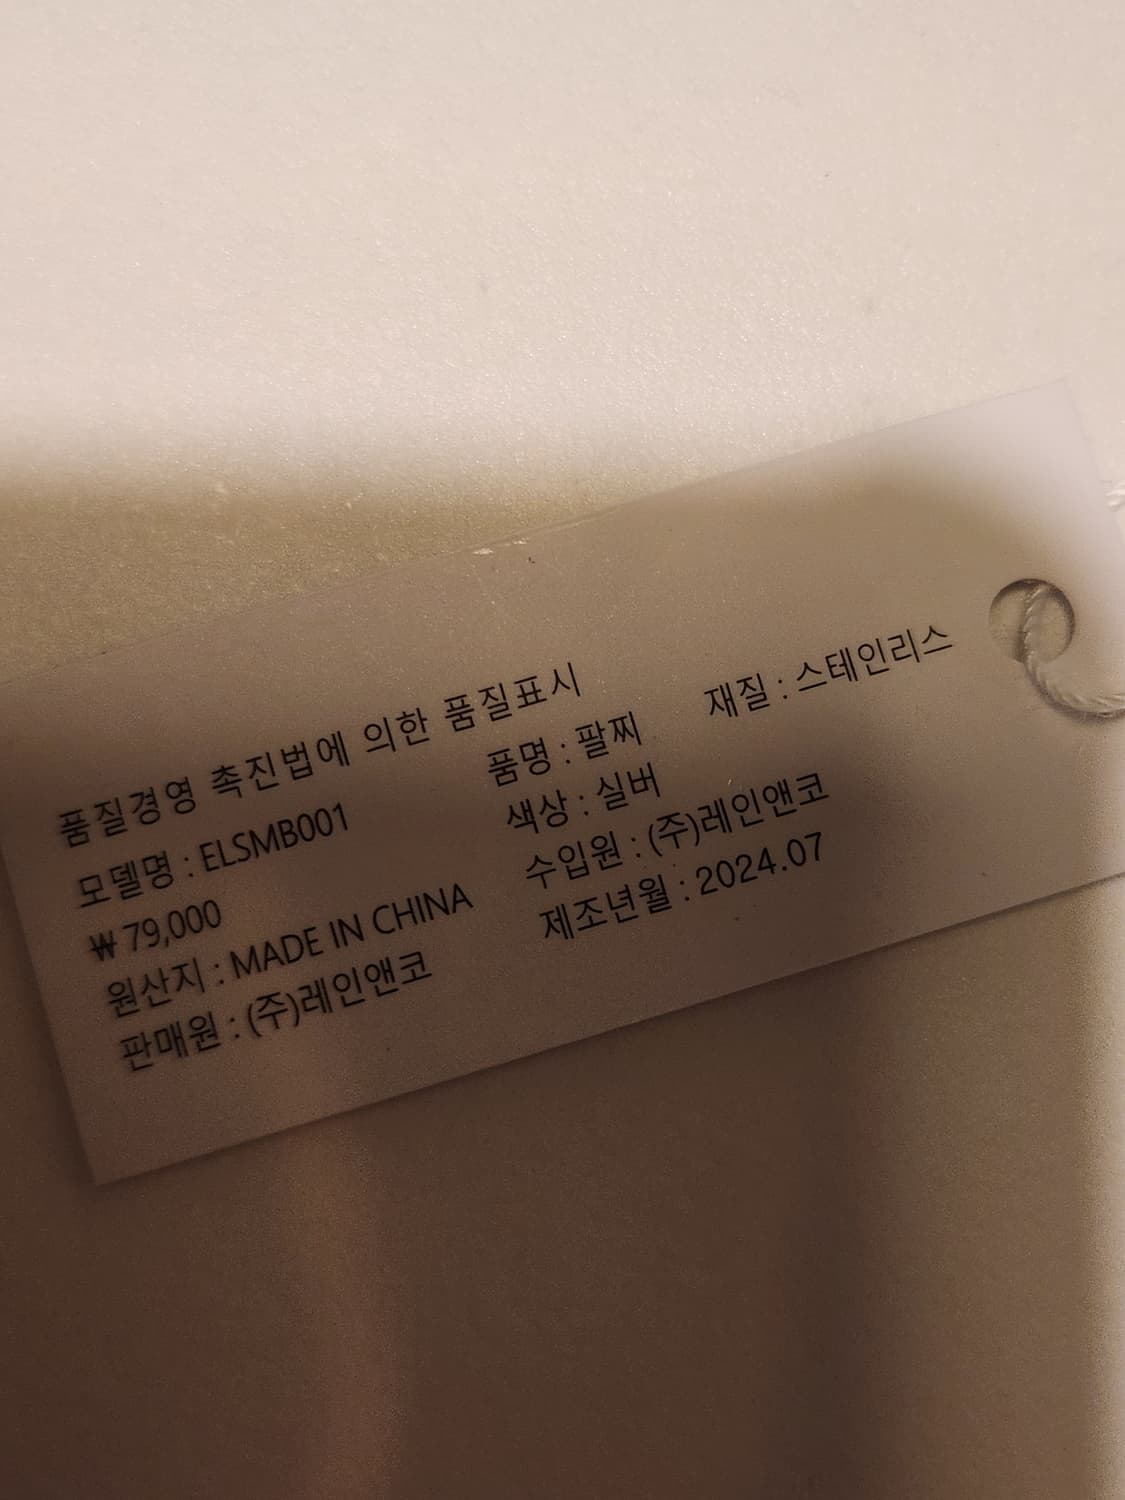 품질경영 촉진법에 의한 품질표시
모델명 : ELSMB001 품명 : 팔찌 재질 : 스테인리스
₩ 79,000 색상 : 실버
원산지 : MADE IN CHINA 수입원 : (주)레인앤코
판매원 : (주)레인앤코 제조년월 : 2024.07